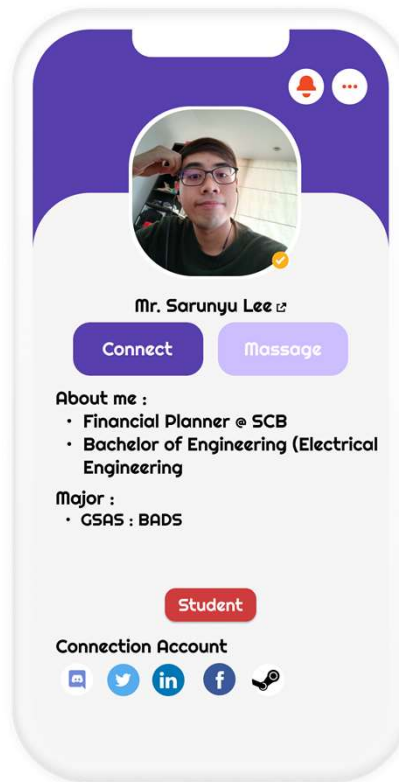 Mr. Sarunyu Lee
Connect
Massage
About me :
• Financial Planner @ SCB
• Bachelor of Engineering (Electrical
Engineering
Major :
• GSAS : BADS
Student
Connection Account
in
f